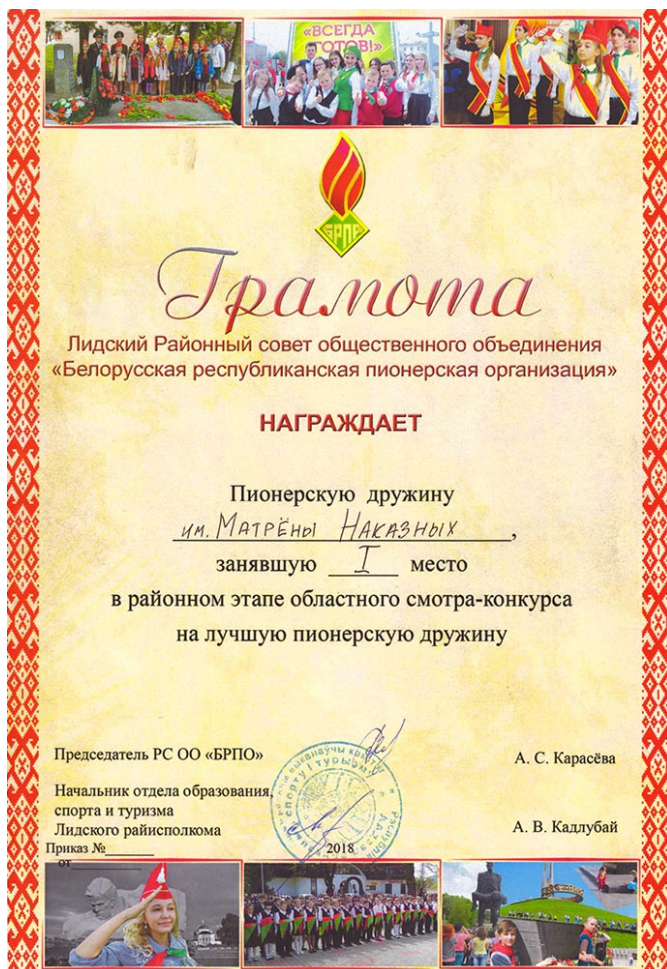 «ВСЕГДА
ГОТОВ!»
БРПО
Грамота
Лидский Районный совет общественного объединения
«Белорусская республиканская пионерская организация»
НАГРАЖДАЕТ
Пионерскую дружину
им. Матрёны Наказных,
занявшую I место
в районном этапе областного смотра-конкурса
на лучшую пионерскую дружину
Председатель РС ОО «БРПО»
А. С. Карасёва
Начальник отдела образования,
спорта и туризма
Лидского райисполкома
А. В. Кадлубай
Приказ №
от
2018